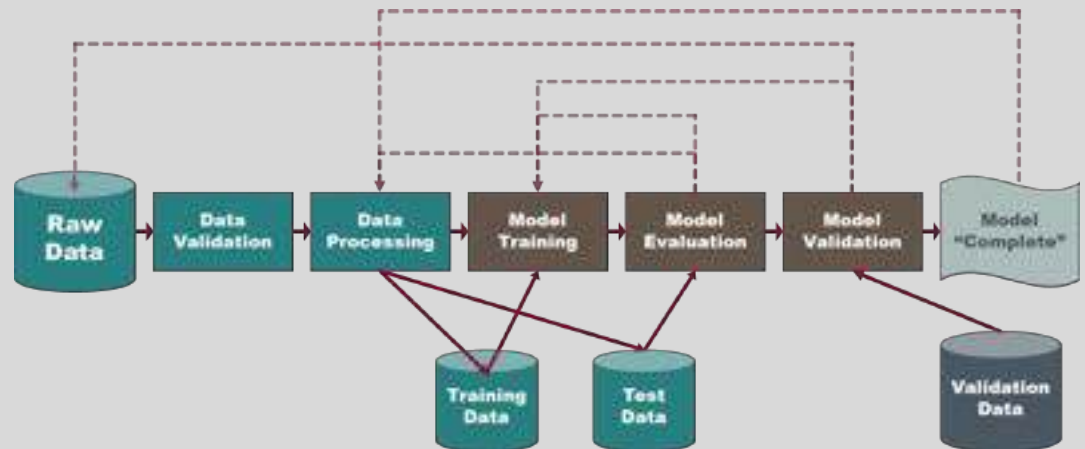 Raw
Data
Data
Validation
Data
Processing
Model
Training
Model
Evaluation
Model
Validation
Model
“Complete”
Training
Data
Test
Data
Validation
Data